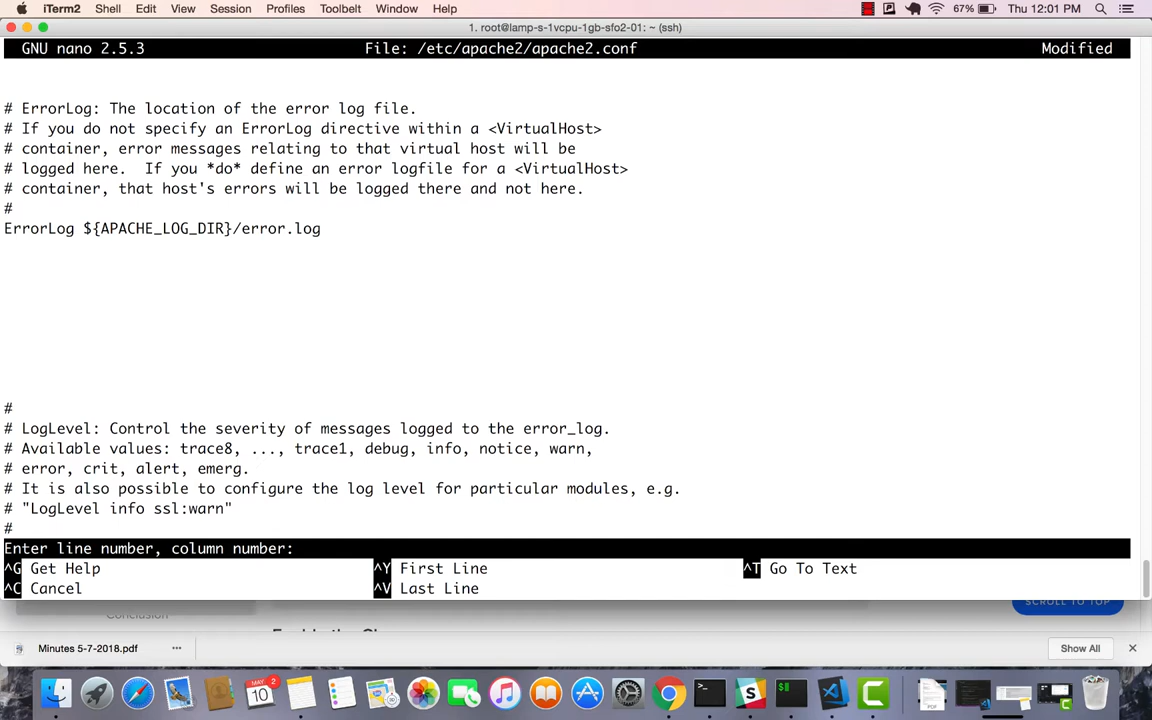 iTerm2 Shell Edit View Session Profiles Toolbelt Window Help 67% Thu 12:01 PM
1. root@lamp-s-1vcpu-1gb-sfo2-01: ~ (ssh)
GNU nano 2.5.3 File: /etc/apache2/apache2.conf Modified
# ErrorLog: The location of the error log file.
# If you do not specify an ErrorLog directive within a <VirtualHost>
# container, error messages relating to that virtual host will be
# logged here.  If you *do* define an error logfile for a <VirtualHost>
# container, that host's errors will be logged there and not here.
#
ErrorLog ${APACHE_LOG_DIR}/error.log
#
# LogLevel: Control the severity of messages logged to the error_log.
# Available values: trace8, ..., trace1, debug, info, notice, warn,
# error, crit, alert, emerg.
# It is also possible to configure the log level for particular modules, e.g.
# "LogLevel info ssl:warn"
#
Enter line number, column number:
^G Get Help ^Y First Line ^T Go To Text
^C Cancel ^V Last Line
SCROLL TO TOP
Conclusion
Minutes 5-7-2018.pdf ... Show All
MAY 2
10